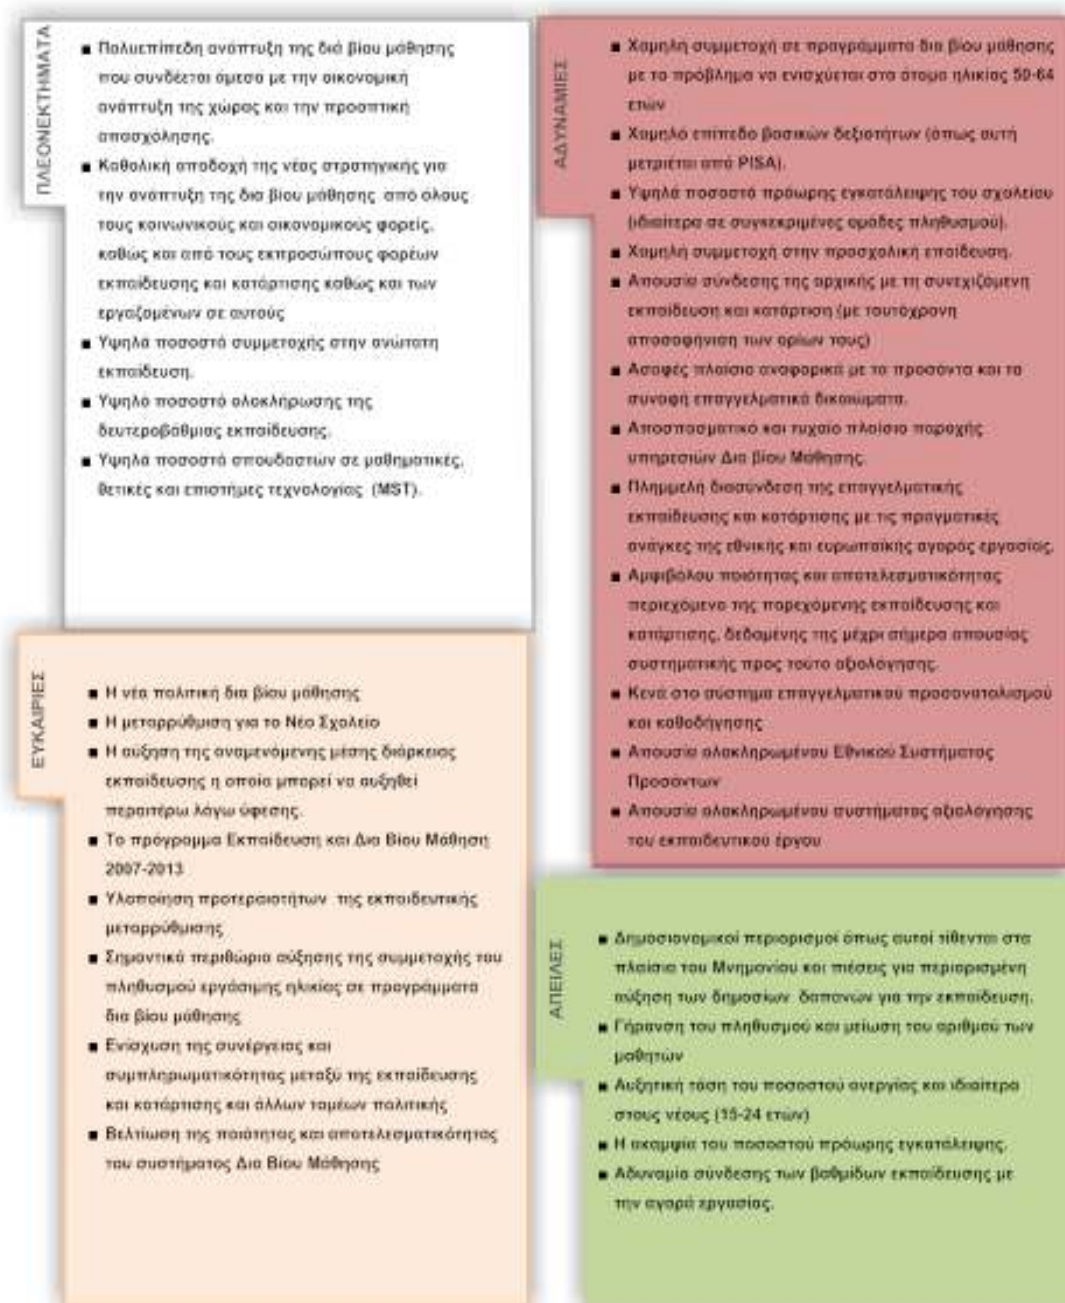 ΠΛΕΟΝΕΚΤΗΜΑΤΑ
■ Πολυεπίπεδη ανάπτυξη της διά βίου μάθησης
που συνδέεται άμεσα με την οικονομική
ανάπτυξη της χώρας και την προοπτική
απασχόλησης.
■ Καθολική αποδοχή της νέας στρατηγικής για
την ανάπτυξη της δια βίου μάθησης από όλους
τους κοινωνικούς και οικονομικούς φορείς,
καθώς και από τους εκπροσώπους φορέων
εκπαίδευσης και κατάρτισης καθώς και των
εργαζομένων σε αυτούς
■ Υψηλά ποσοστά συμμετοχής στην ανώτατη
εκπαίδευση.
■ Υψηλό ποσοστό ολοκλήρωσης της
δευτεροβάθμιας εκπαίδευσης.
■ Υψηλά ποσοστά σπουδαστών σε μαθηματικές,
θετικές και επιστήμες τεχνολογίας (MST).
ΑΔΥΝΑΜΙΕΣ
■ Χαμηλή συμμετοχή σε προγράμματα δια βίου μάθησης
με το πρόβλημα να ενισχύεται στα άτομα ηλικίας 50-64
ετών
■ Χαμηλό επίπεδο βασικών δεξιοτήτων (όπως αυτή
μετριέται από PISA).
■ Υψηλά ποσοστά πρόωρης εγκατάλειψης του σχολείου
(ιδιαίτερα σε συγκεκριμένες ομάδες πληθυσμού).
■ Χαμηλή συμμετοχή στην προσχολική εποίδευση.
■ Απουσία σύνδεσης της αρχικής με τη συνεχιζόμενη
εκπαίδευση και κατάρτιση (με ταυτόχρονη
αποσαφήνιση των ορίων τους)
■ Ασαφές πλαίσιο αναφορικά με τα προσόντα και τα
συναφή επαγγελματικά δικαιώματα.
■ Αποσπασματικό και τυχαίο πλαίσιο παροχής
υπηρεσιών Δια βίου Μάθησης.
■ Πλημμελή διασύνδεση της επαγγελματικής
εκπαίδευσης και κατάρτισης με τις πραγματικές
ανάγκες της εθνικής και ευρωπαϊκής αγοράς εργασίας.
■ Αμφιβόλου ποιότητας και αποτελεσματικότητας
περιεχόμενο της παρεχόμενης εκπαίδευσης και
κατάρτισης, δεδομένης της μέχρι σήμερα απουσίας
συστηματικής προς τούτο αξιολόγησης.
■ Κενά στο σύστημα επαγγελματικού προσανατολισμού
και καθοδήγησης
■ Απουσία ολοκληρωμένου Εθνικού Συστήματος
Προσόντων
■ Απουσία ολοκληρωμένου συστήματος αξιολόγησης
του εκπαιδευτικού έργου
ΕΥΚΑΙΡΙΕΣ
■ Η νέα πολιτική δια βίου μάθησης
■ Η μεταρρύθμιση για το Νέο Σχολείο
■ Η αύξηση της αναμενόμενης μέσης διάρκειας
εκπαίδευσης η οποία μπορεί να αυξηθεί
περαιτέρω λόγω ύφεσης.
■ Το πρόγραμμα Εκπαίδευση και Δια Βίου Μάθηση
2007-2013
■ Υλοποίηση προτεραιοτήτων της εκπαιδευτικής
μεταρρύθμισης
■ Σημαντικά περιθώρια αύξησης της συμμετοχής του
πληθυσμού εργάσιμης ηλικίας σε προγράμματα
δια βίου μάθησης
■ Ενίσχυση της συνέργειας και
συμπληρωματικότητας μεταξύ της εκπαίδευσης
και κατάρτισης και άλλων τομέων πολιτικής
■ Βελτίωση της ποιότητας και αποτελεσματικότητας
του συστήματος Δια Βίου Μάθησης
ΑΠΕΙΛΕΣ
■ Δημοσιονομικοί περιορισμοί όπως αυτοί τίθενται στα
πλαίσια του Μνημονίου και πιέσεις για περιορισμένη
αύξηση των δημοσίων δαπανών για την εκπαίδευση.
■ Γήρανση του πληθυσμού και μείωση του αριθμού των
μαθητών
■ Αυξητική τάση του ποσοστού ανεργίας και ιδιαίτερα
στους νέους (15-24 ετών)
■ Η ακαμψία του ποσοστού πρόωρης εγκατάλειψης.
■ Αδυναμία σύνδεσης των βαθμίδων εκπαίδευσης με
την αγορά εργασίας.